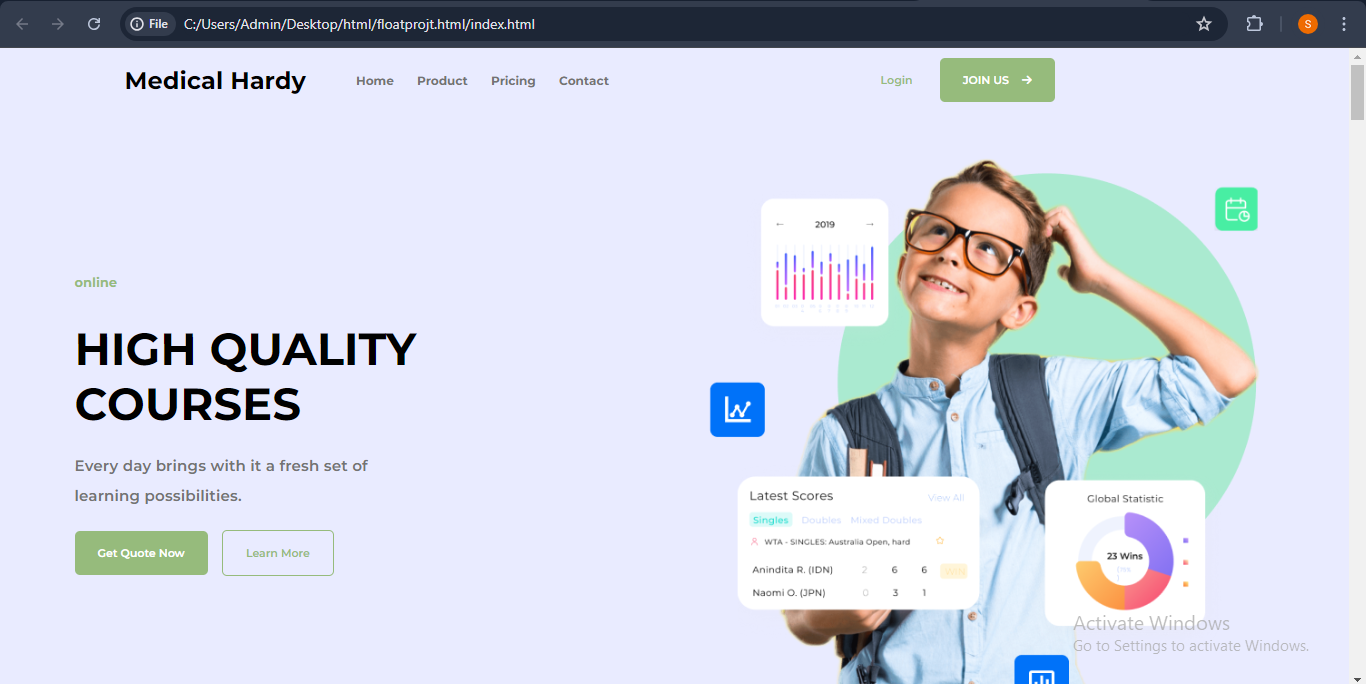 File C:/Users/Admin/Desktop/html/floatprojt.html/index.html
S
Medical Hardy Home Product Pricing Contact Login JOIN US →
← 2019 →
online
HIGH QUALITY
COURSES
Every day brings with it a fresh set of
learning possibilities.
Get Quote Now Learn More
Latest Scores View All
Singles Doubles Mixed Doubles
WTA - SINGLES: Australia Open, hard
Anindita R. (IDN) 2 6 6 WIN
Naomi O. (JPN) 0 3 1
Global Statistic
23 Wins
Activate Windows
Go to Settings to activate Windows.